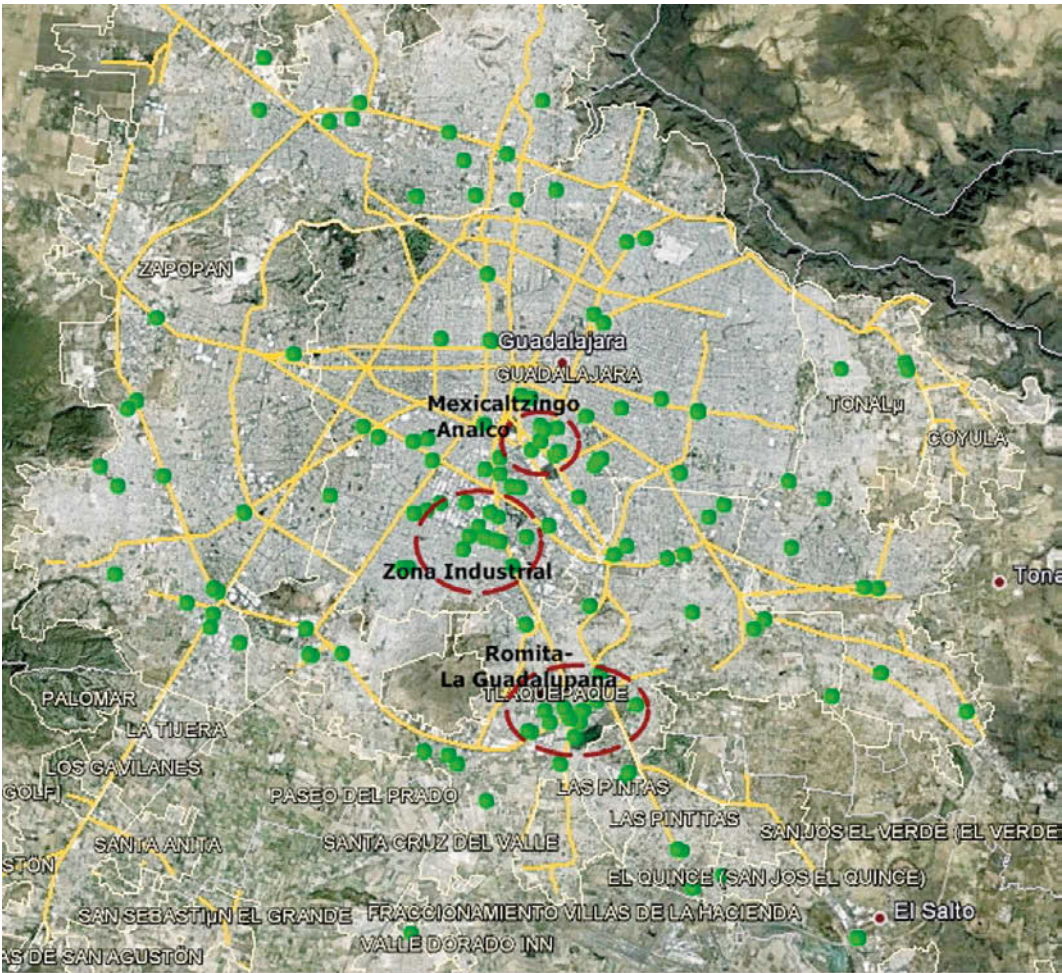 ZAPOPAN
Guadalajara
GUADALAJARA
Mexicaltzingo
-Analco
TONALµ
COYULA
Zona Industrial
Tona
Romita-
La Guadalupana
TLAQUEPAQUE
PALOMAR
LA TIJERA
LOS GAVILANES
GOLFI
PASEO DEL PRADO
LAS PINTAS
LAS PINTITAS
SAN JOS EL VERDE (EL VERDE
SANTA ANITA
SANTA CRUZ DEL VALLE
STÓN
EL QUINCE (SAN JOS EL QUINCE)
SAN SEBASTIµN EL GRANDE
FRACCIONAMIENTO VILLAS DE LA HACIENDA
El Salto
VALLE DORADO INN
AS DE SAN AGUSTÓN